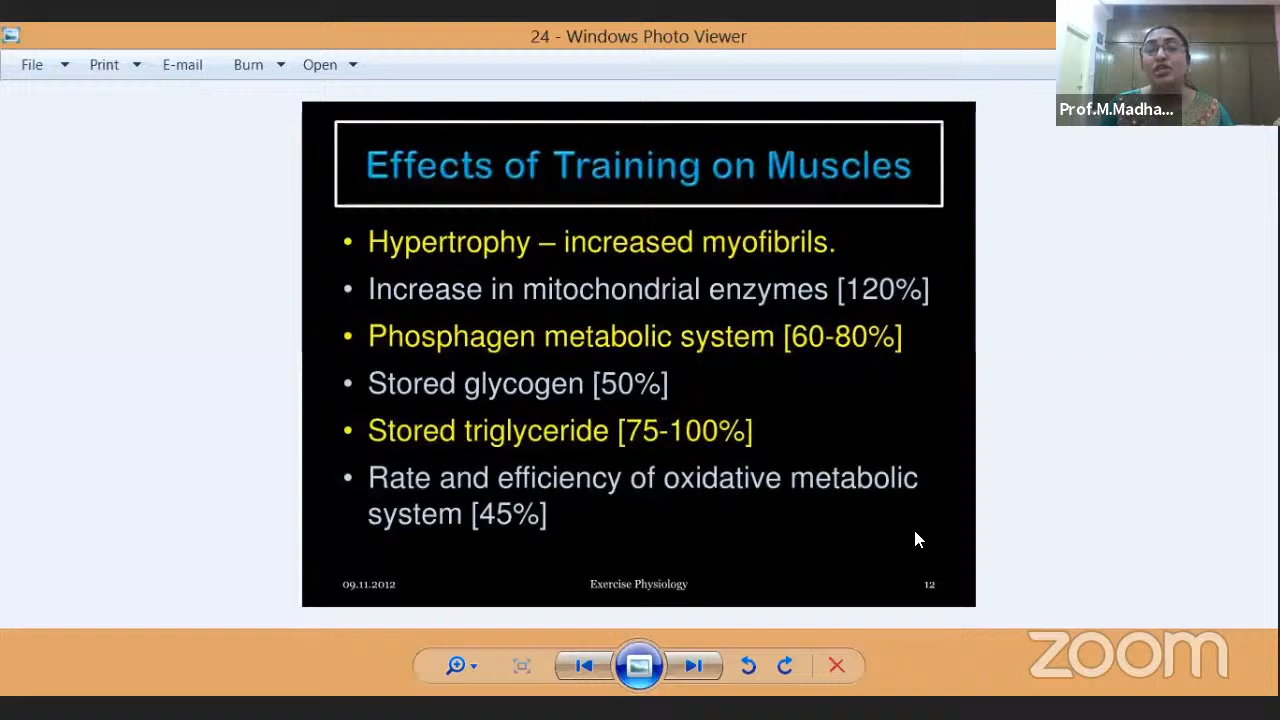 24 - Windows Photo Viewer
File Print E-mail Burn Open
Prof.M.Madha...
Effects of Training on Muscles
• Hypertrophy – increased myofibrils.
• Increase in mitochondrial enzymes [120%]
• Phosphagen metabolic system [60-80%]
• Stored glycogen [50%]
• Stored triglyceride [75-100%]
• Rate and efficiency of oxidative metabolic
system [45%]
09.11.2012 Exercise Physiology 12
zoom